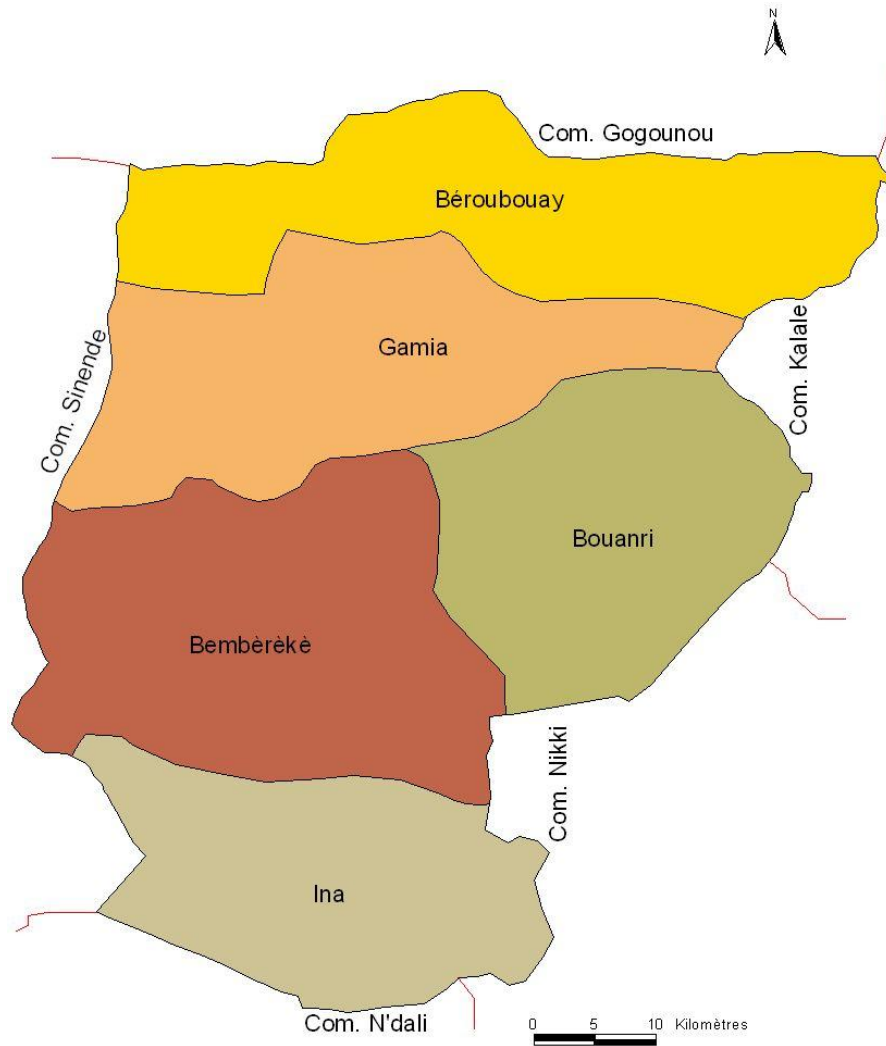 N
Com. Gogounou
Béroubouay
Com. Kalale
Gamia
Com. Sinende
Bouanri
Bembèrèkè
Com. Nikki
Ina
Com. N'dali
0 5 10 Kilomètres